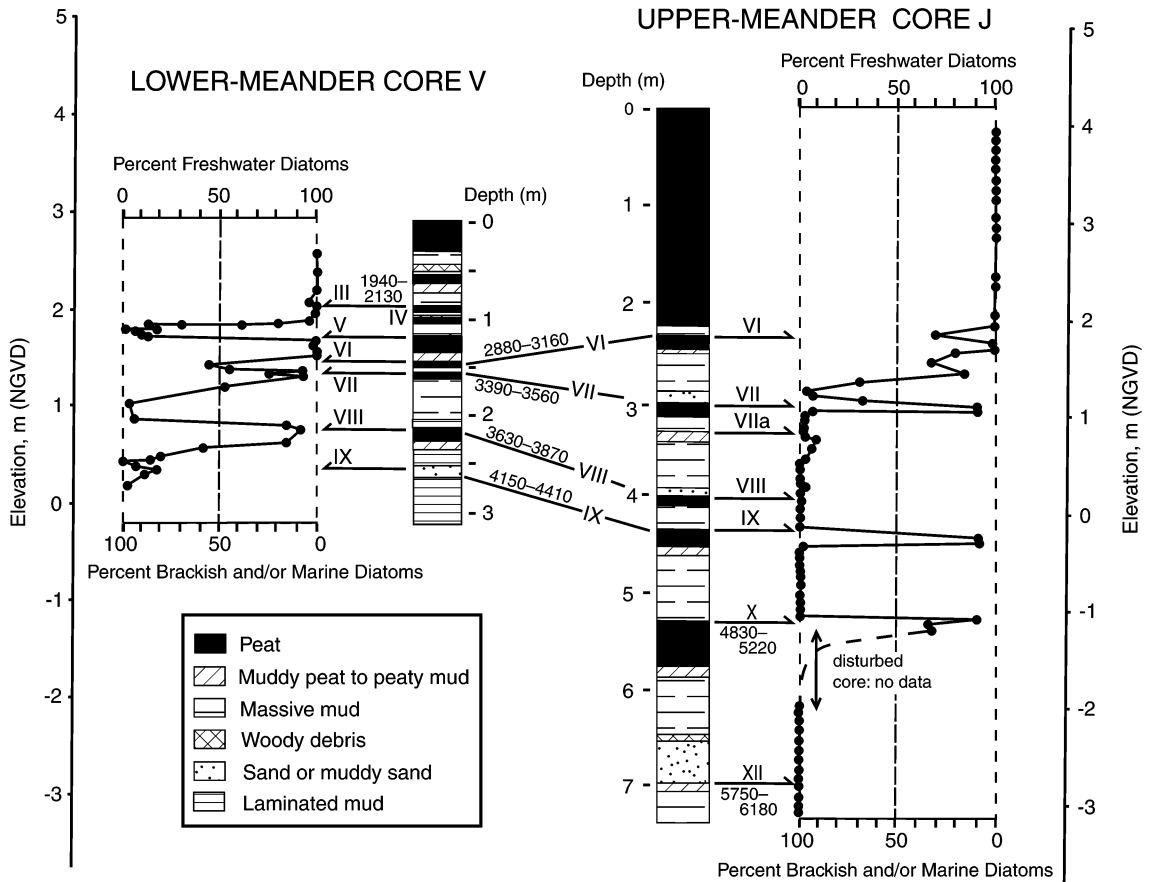 UPPER-MEANDER CORE J
LOWER-MEANDER CORE V
Percent Freshwater Diatoms
0 50 100
Depth (m)
Percent Freshwater Diatoms
0 50 100
Depth (m)
Elevation, m (NGVD)
5
4
3
2
1
0
-1
-2
-3
III
V
VI
VII
VIII
IX
1940–
2130
IV
0
1
2
3
100 50 0
Percent Brackish and/or Marine Diatoms
2880–3160 VI
3390–3560 VII
3630–3870 VIII
4150–4410 IX
0
1
2
3
4
5
6
7
VI
VII
VIIa
VIII
IX
X
4830–
5220
XII
5750–
6180
disturbed
core: no data
100 50 0
Percent Brackish and/or Marine Diatoms
5
4
3
2
1
0
-1
-2
-3
Elevation, m (NGVD)
Peat
Muddy peat to peaty mud
Massive mud
Woody debris
Sand or muddy sand
Laminated mud